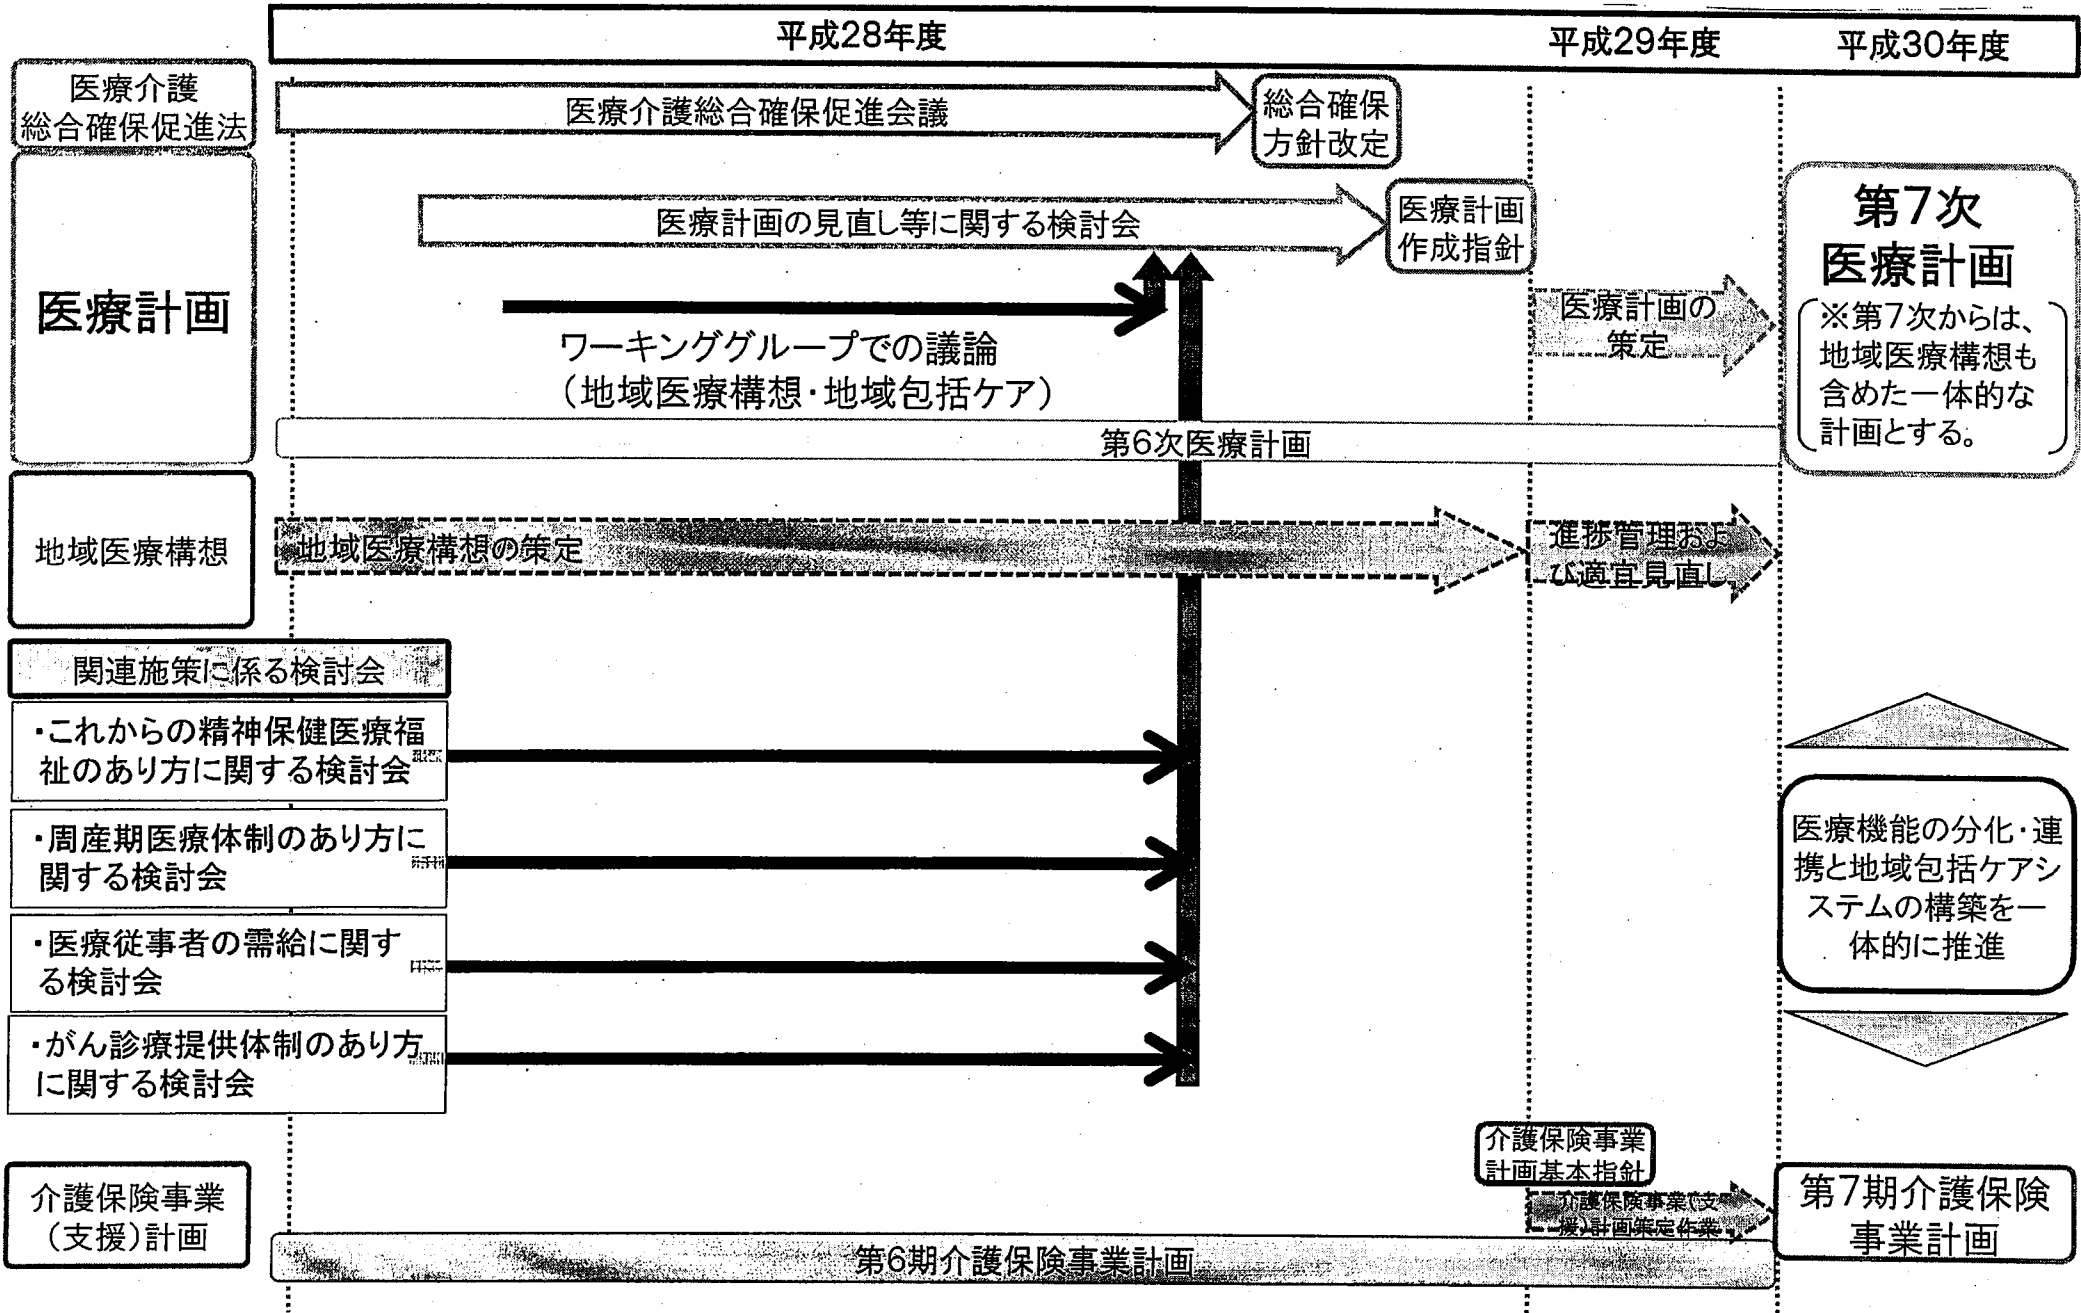 平成28年度
平成29年度
平成30年度
医療介護
総合確保促進法
医療介護総合確保促進会議
総合確保
方針改定
医療計画
医療計画の見直し等に関する検討会
医療計画
作成指針
ワーキンググループでの議論
（地域医療構想・地域包括ケア）
医療計画の
策定
第7次
医療計画
※第7次からは、
地域医療構想も
含めた一体的な
計画とする。
第6次医療計画
地域医療構想
地域医療構想の策定
進捗管理およ
び適宜見直し
関連施策に係る検討会
・これからの精神保健医療福
祉のあり方に関する検討会
・周産期医療体制のあり方に
関する検討会
・医療従事者の需給に関す
る検討会
・がん診療提供体制のあり方
に関する検討会
医療機能の分化・連
携と地域包括ケアシ
ステムの構築を一
体的に推進
介護保険事業
（支援）計画
介護保険事業
計画基本指針
介護保険事業（支
援）計画策定作業
第7期介護保険
事業計画
第6期介護保険事業計画